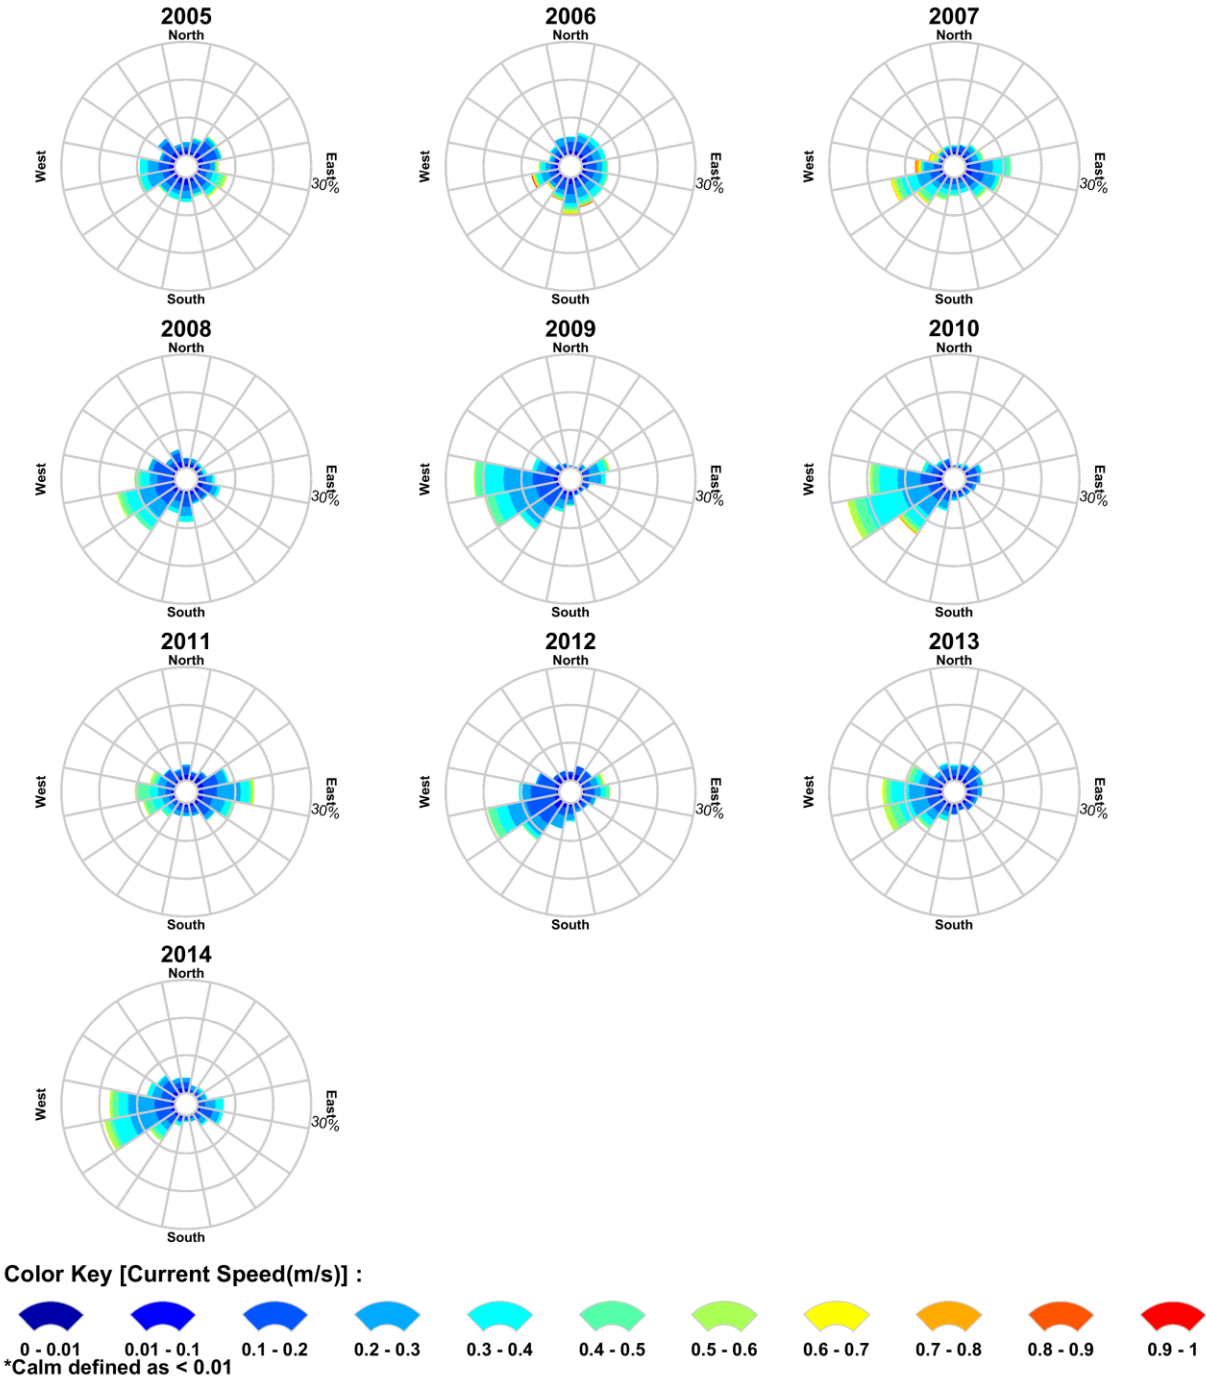 2005 2006 2007
North North North
West East 30% West East 30% West East 30%
South South South
2008 2009 2010
North North North
West East 30% West East 30% West East 30%
South South South
2011 2012 2013
North North North
West East 30% West East 30% West East 30%
South South South
2014
North
West East 30%
South
Color Key [Current Speed(m/s)] :
0 - 0.01 0.01 - 0.1 0.1 - 0.2 0.2 - 0.3 0.3 - 0.4 0.4 - 0.5 0.5 - 0.6 0.6 - 0.7 0.7 - 0.8 0.8 - 0.9 0.9 - 1
*Calm defined as < 0.01